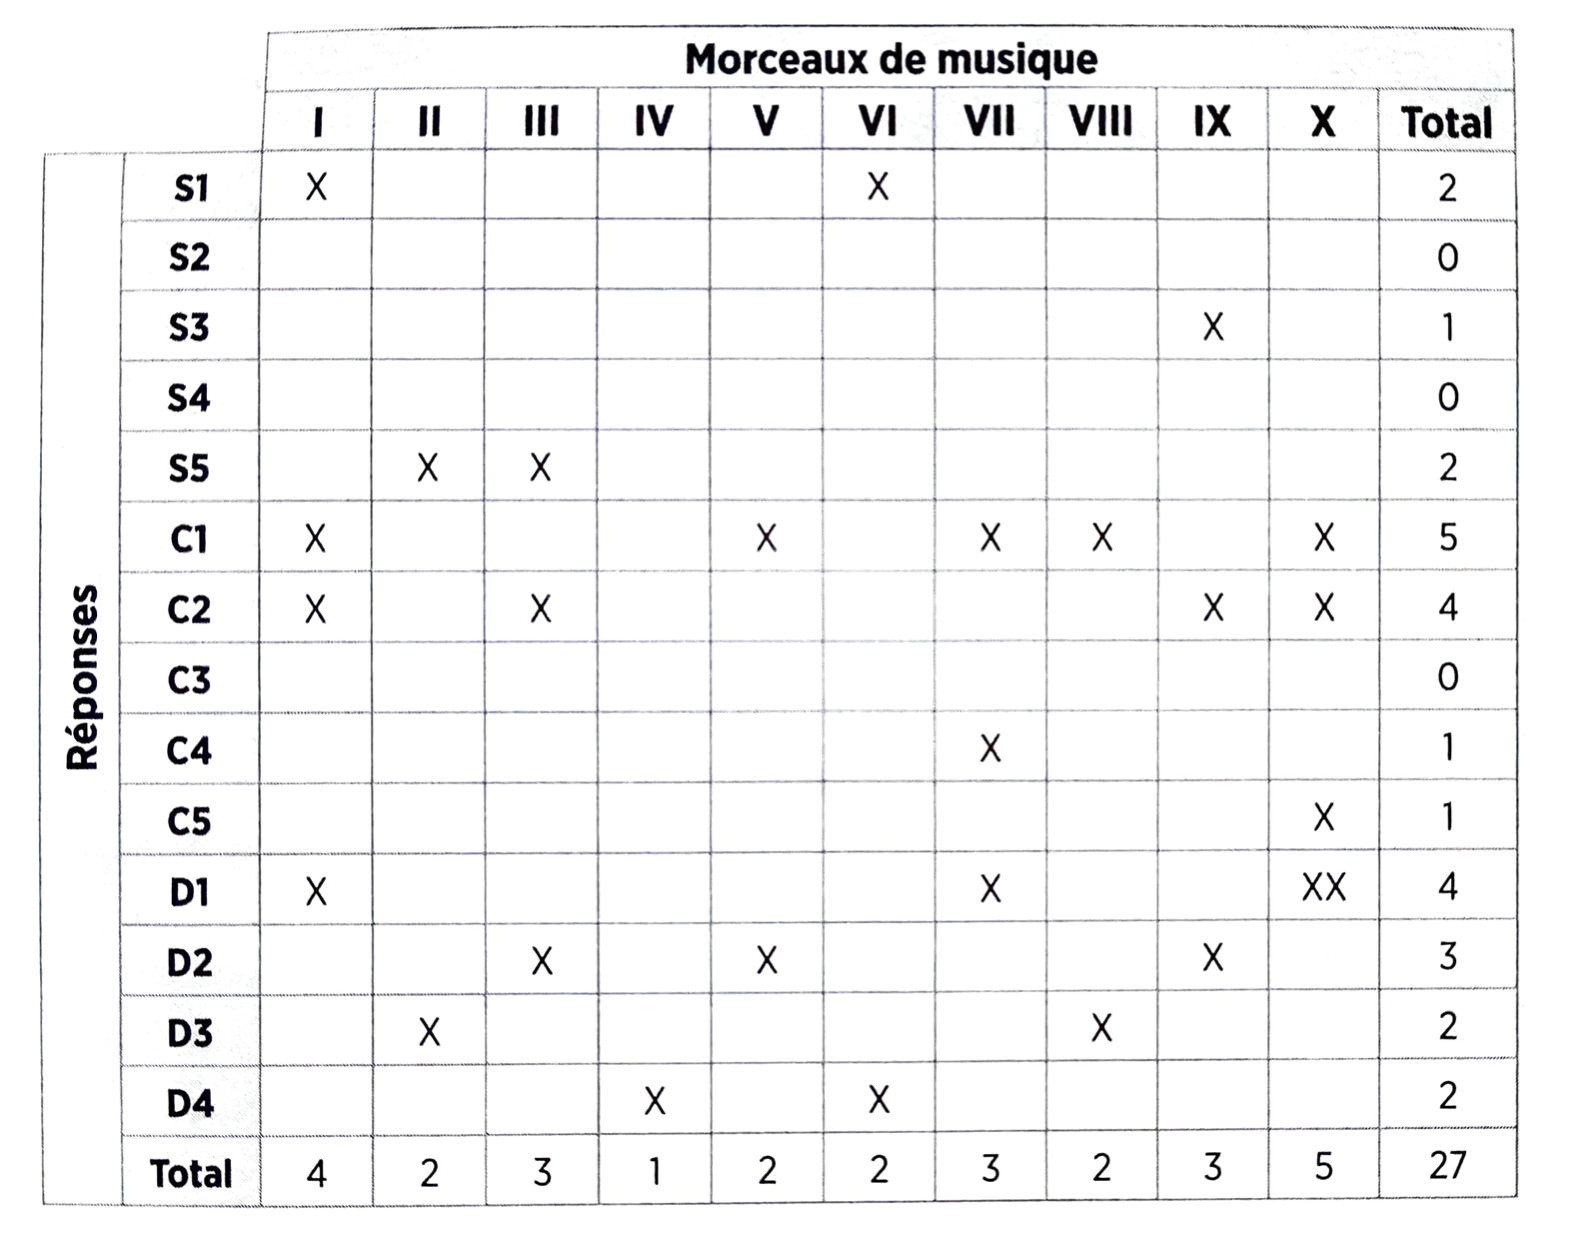 Morceaux de musique
I II III IV V VI VII VIII IX X Total
Réponses
S1 X X 2
S2 0
S3 X 1
S4 0
S5 X X 2
C1 X X X X X 5
C2 X X X X 4
C3 0
C4 X 1
C5 X 1
D1 X X XX 4
D2 X X X 3
D3 X X 2
D4 X X 2
Total 4 2 3 1 2 2 3 2 3 5 27